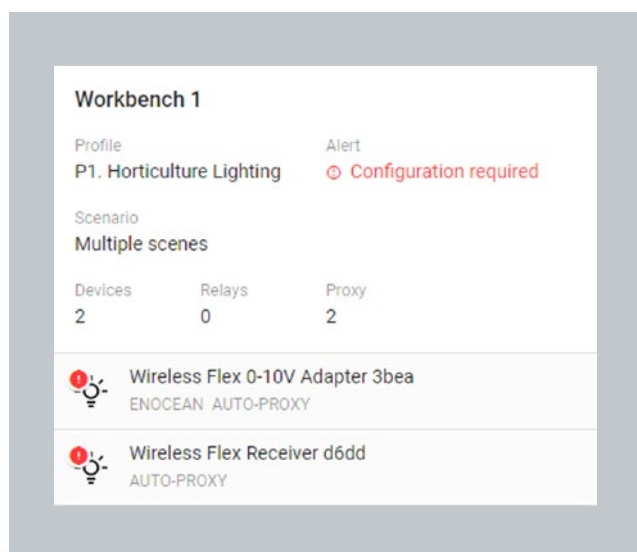 Workbench 1
Profile Alert
P1. Horticulture Lighting Configuration required
Scenario
Multiple scenes
Devices Relays Proxy
2 0 2
Wireless Flex 0-10V Adapter 3bea
ENOCEAN AUTO-PROXY
Wireless Flex Receiver d6dd
AUTO-PROXY